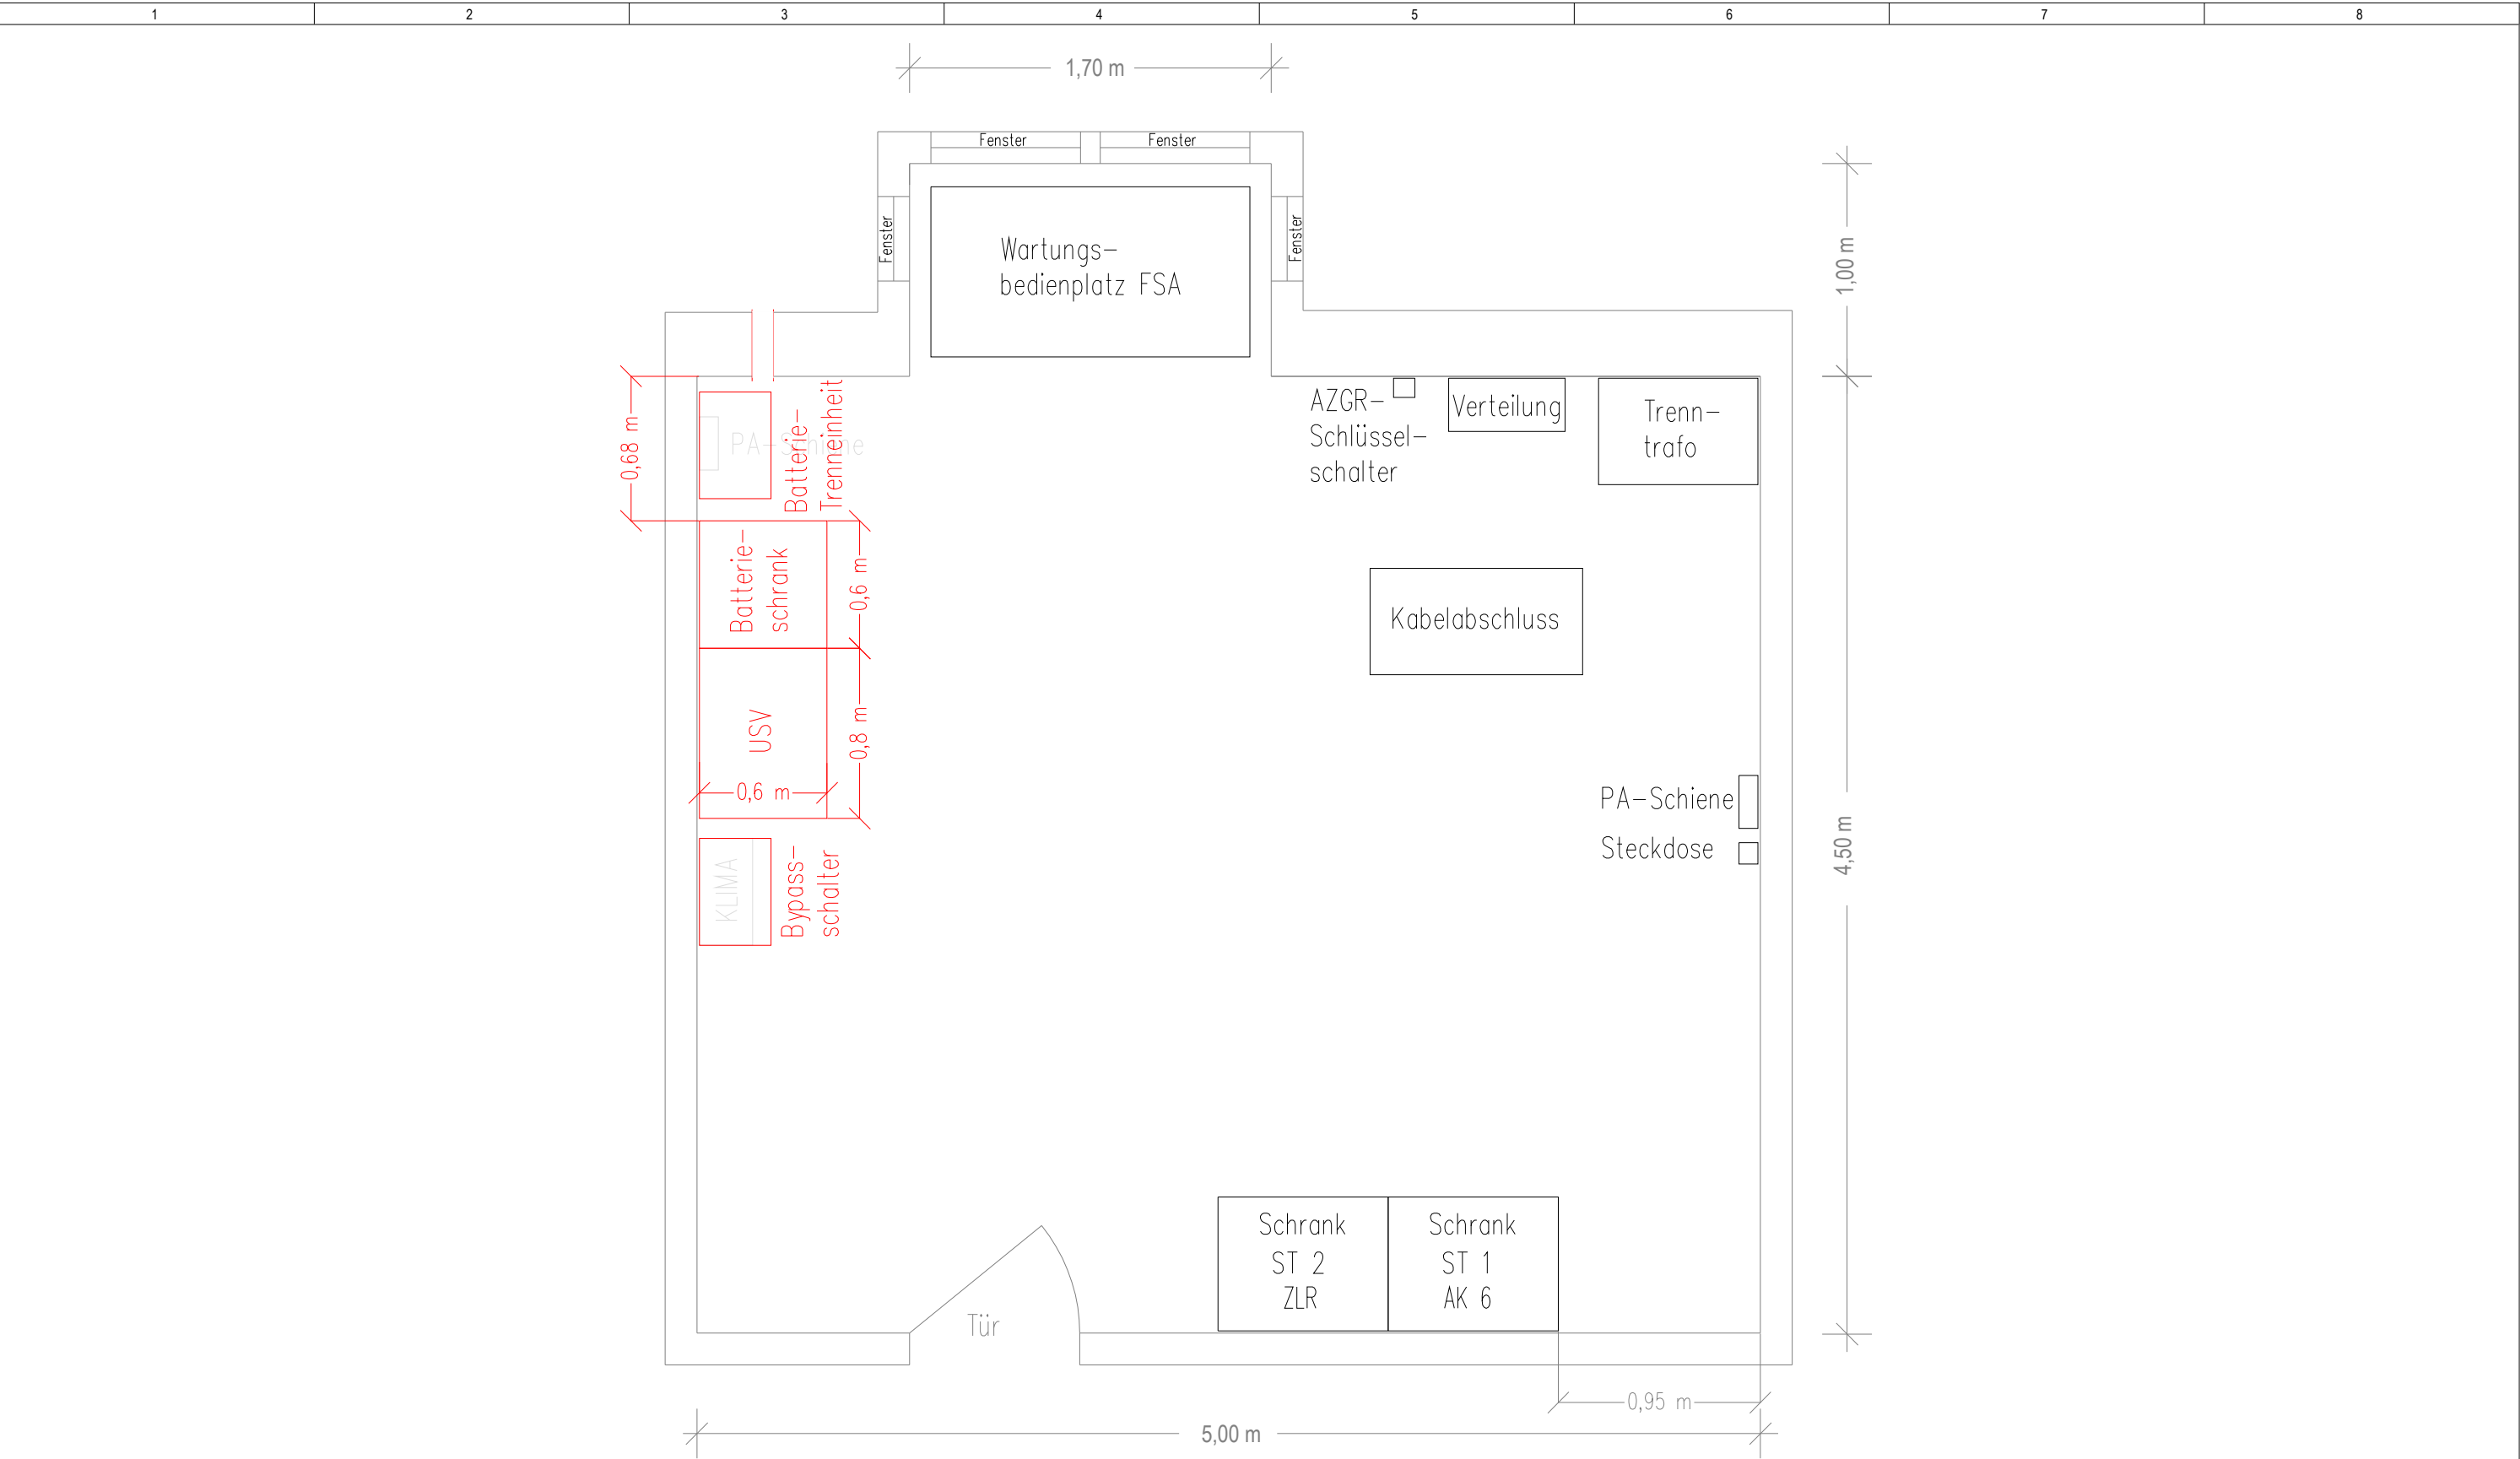 1 2 3 4 5 6 7 8
1,70 m
Fenster Fenster
Fenster
Fenster
Wartungs-
bedienplatz FSA
1,00 m
0,68 m
PA-Schiene
Batterie-
Trenneinheit
AZGR-
Schlüssel-
schalter
Verteilung
Trenn-
trafo
Batterie-
schrank
0,6 m
Kabelabschluss
USV
0,8 m
0,6 m
PA-Schiene
Steckdose
4,50 m
KLIMA
Bypass-
schalter
Schrank
ST 2
ZLR
Schrank
ST 1
AK 6
Tür
0,95 m
5,00 m